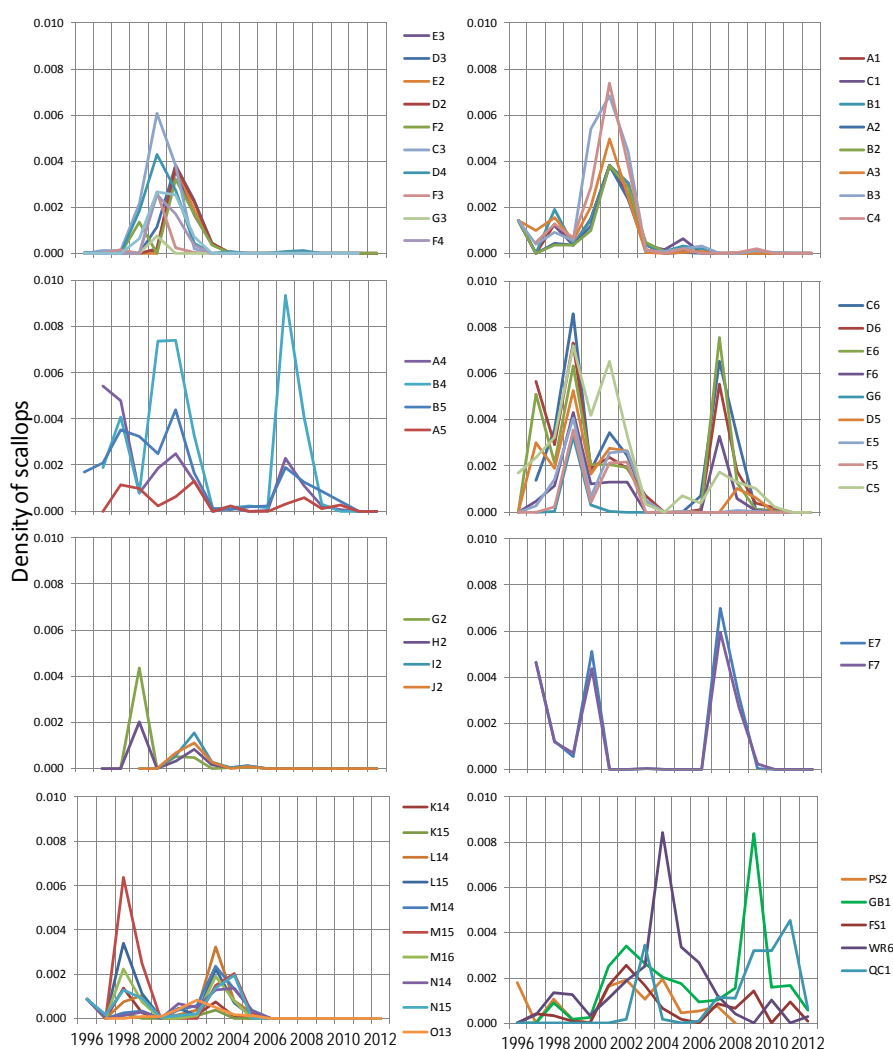 0.010
0.008
0.006
0.004
0.002
0.000
E3
D3
E2
D2
F2
C3
D4
F3
G3
F4
0.010
0.008
0.006
0.004
0.002
0.000
A1
C1
B1
A2
B2
A3
B3
C4
Density of scallops
0.010
0.008
0.006
0.004
0.002
0.000
A4
B4
B5
A5
0.010
0.008
0.006
0.004
0.002
0.000
C6
D6
E6
F6
G6
D5
E5
F5
C5
0.010
0.008
0.006
0.004
0.002
0.000
G2
H2
I2
J2
0.010
0.008
0.006
0.004
0.002
0.000
E7
F7
0.010
0.008
0.006
0.004
0.002
0.000
1996 1998 2000 2002 2004 2006 2008 2010 2012
K14
K15
L14
L15
M14
M15
M16
N14
N15
O13
0.010
0.008
0.006
0.004
0.002
0.000
1996 1998 2000 2002 2004 2006 2008 2010 2012
PS2
GB1
FS1
WR6
QC1